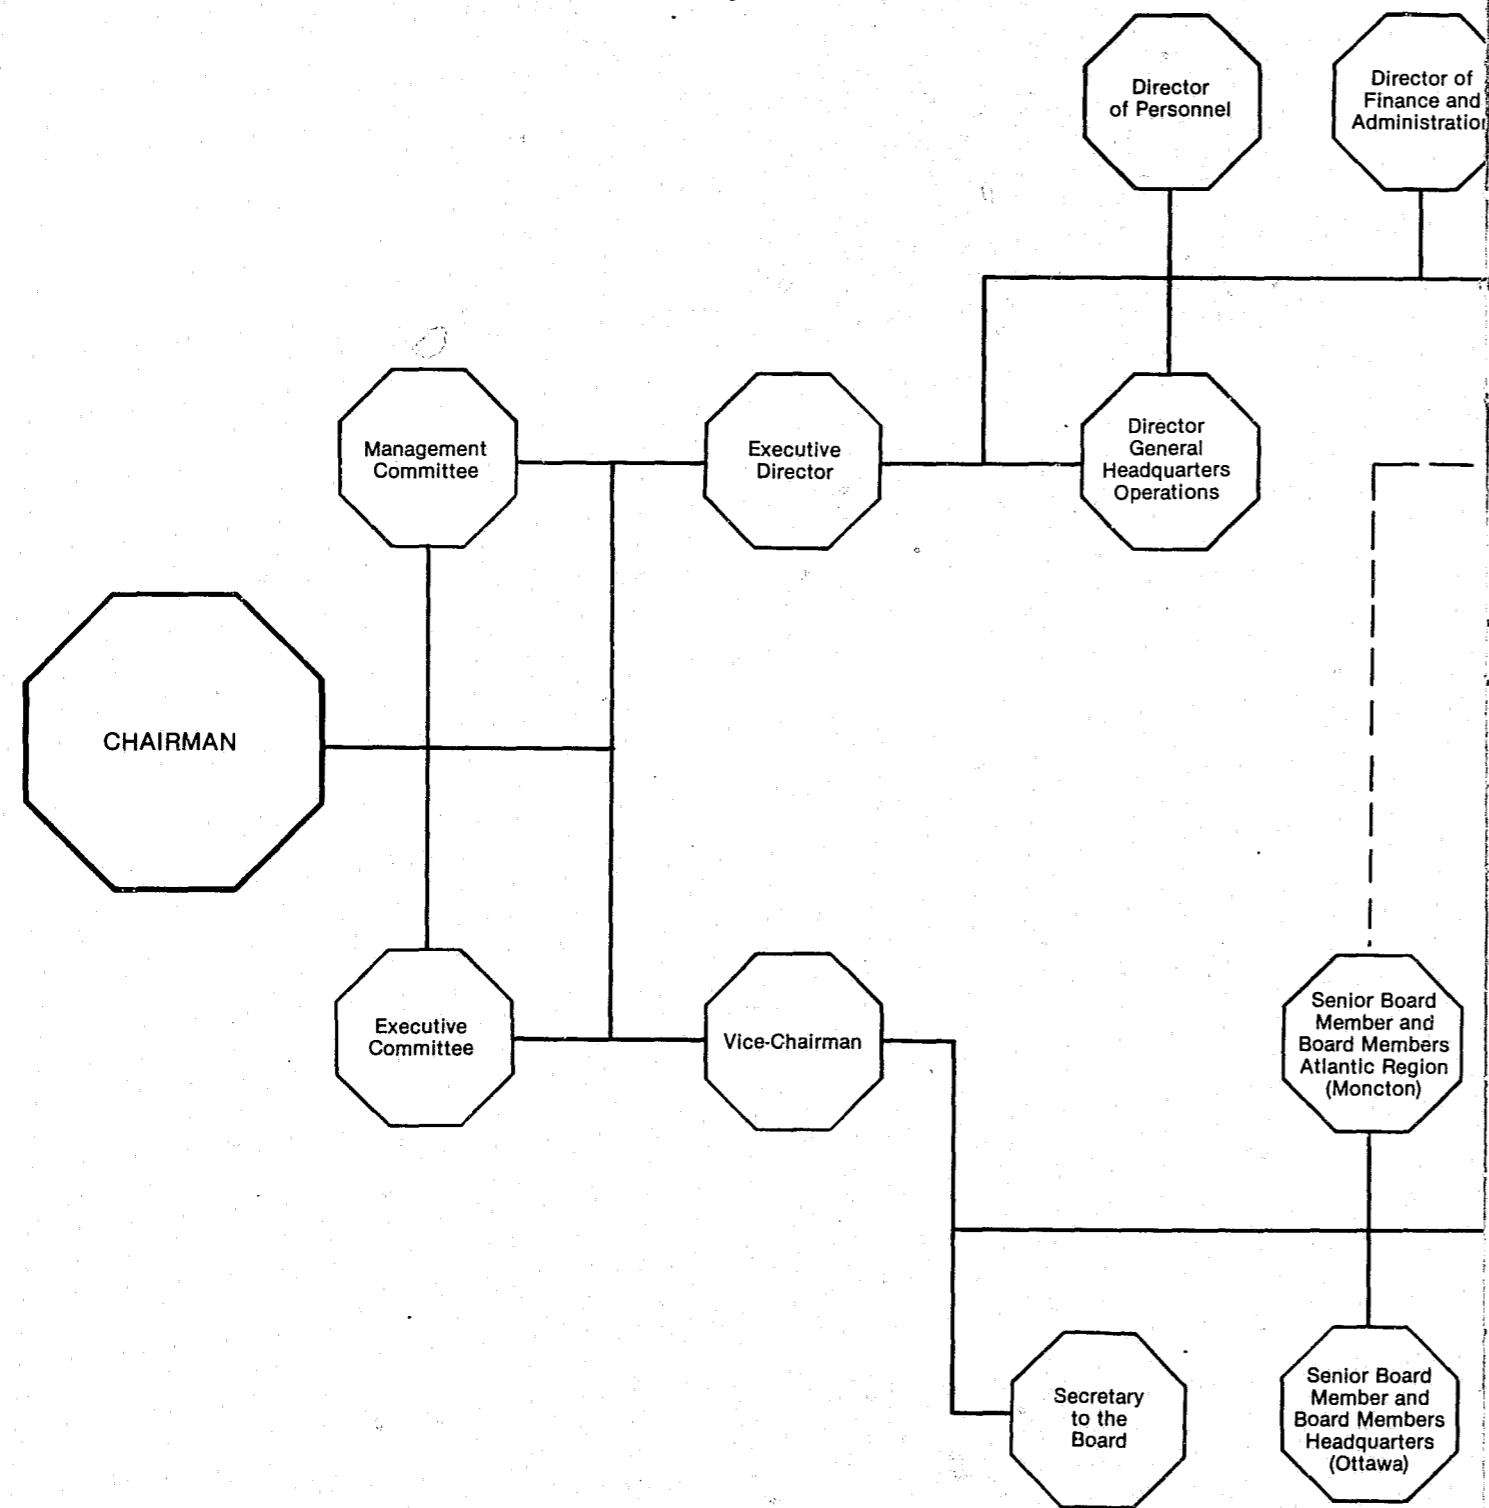 Director
of Personnel
Director of
Finance and
Administration
Management
Committee
Executive
Director
Director
General
Headquarters
Operations
CHAIRMAN
Executive
Committee
Vice-Chairman
Senior Board
Member and
Board Members
Atlantic Region
(Moncton)
Secretary
to the
Board
Senior Board
Member and
Board Members
Headquarters
(Ottawa)